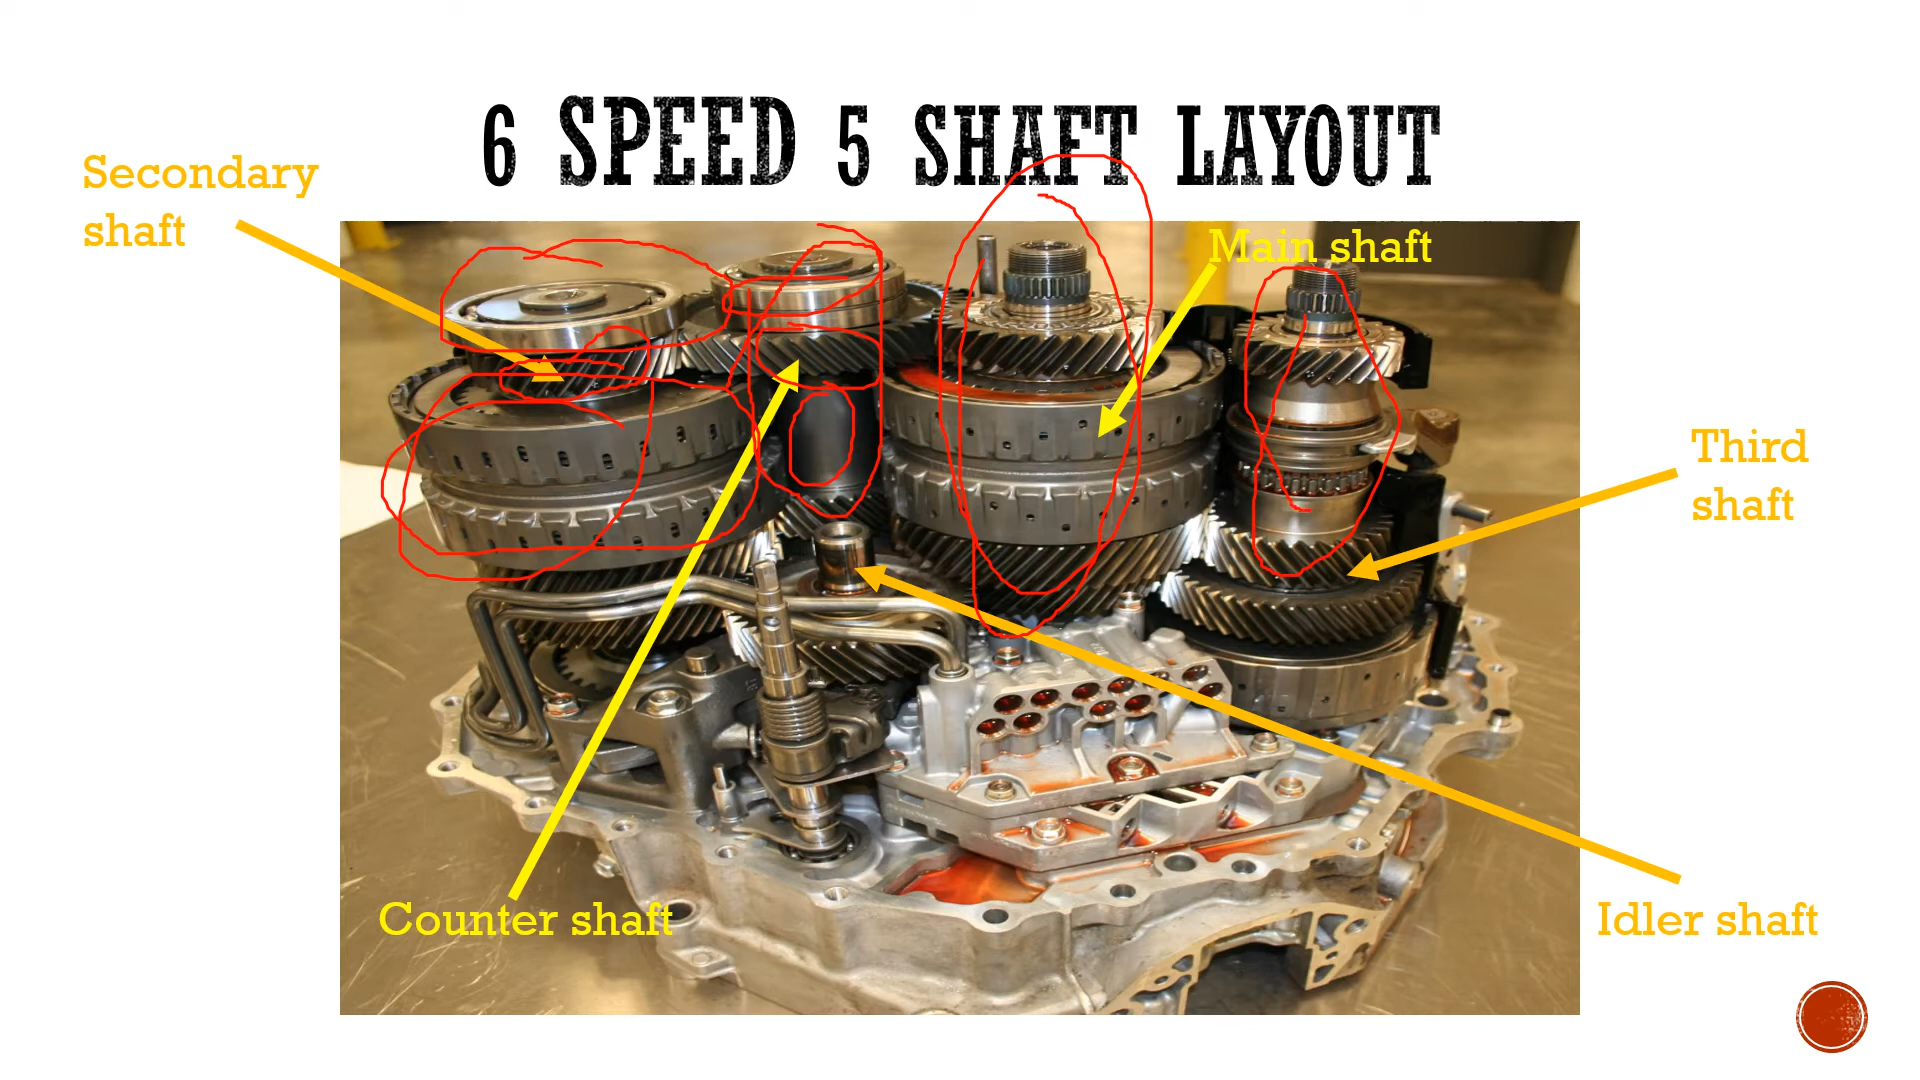 6 SPEED 5 SHAFT LAYOUT
Secondary
shaft
Main shaft
Third
shaft
Counter shaft
Idler shaft